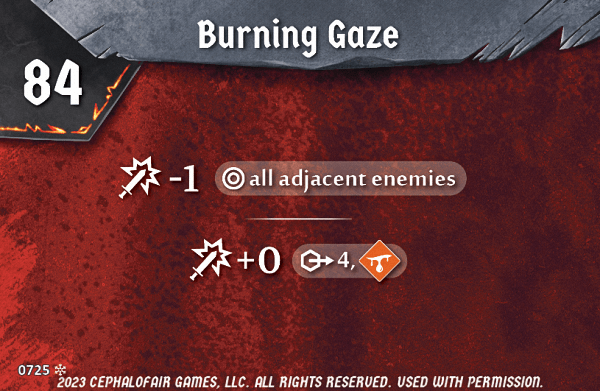 Burning Gaze
84
-1 all adjacent enemies
+0 4,
0725
2023 CEPHALOFAIR GAMES, LLC. ALL RIGHTS RESERVED. USED WITH PERMISSION.